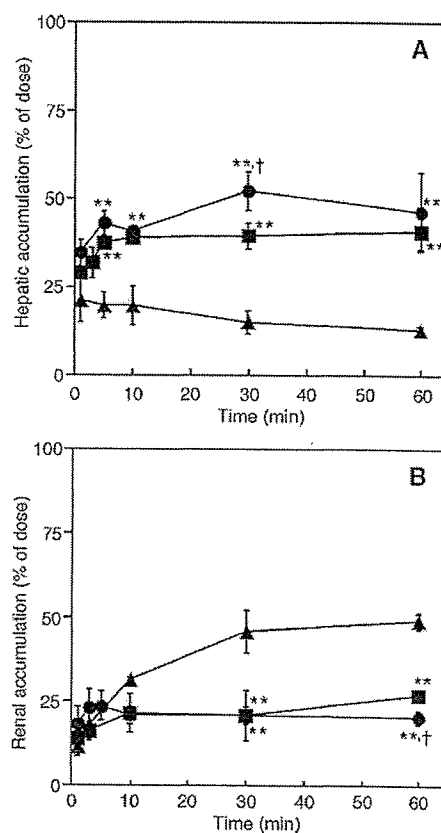 A
Hepatic accumulation (% of dose)
100
75
50
25
0
**
**
**
**,†
**
**
**
0 10 20 30 40 50 60
Time (min)
B
Renal accumulation (% of dose)
100
75
50
25
0
**
**
**
**,†
0 10 20 30 40 50 60
Time (min)